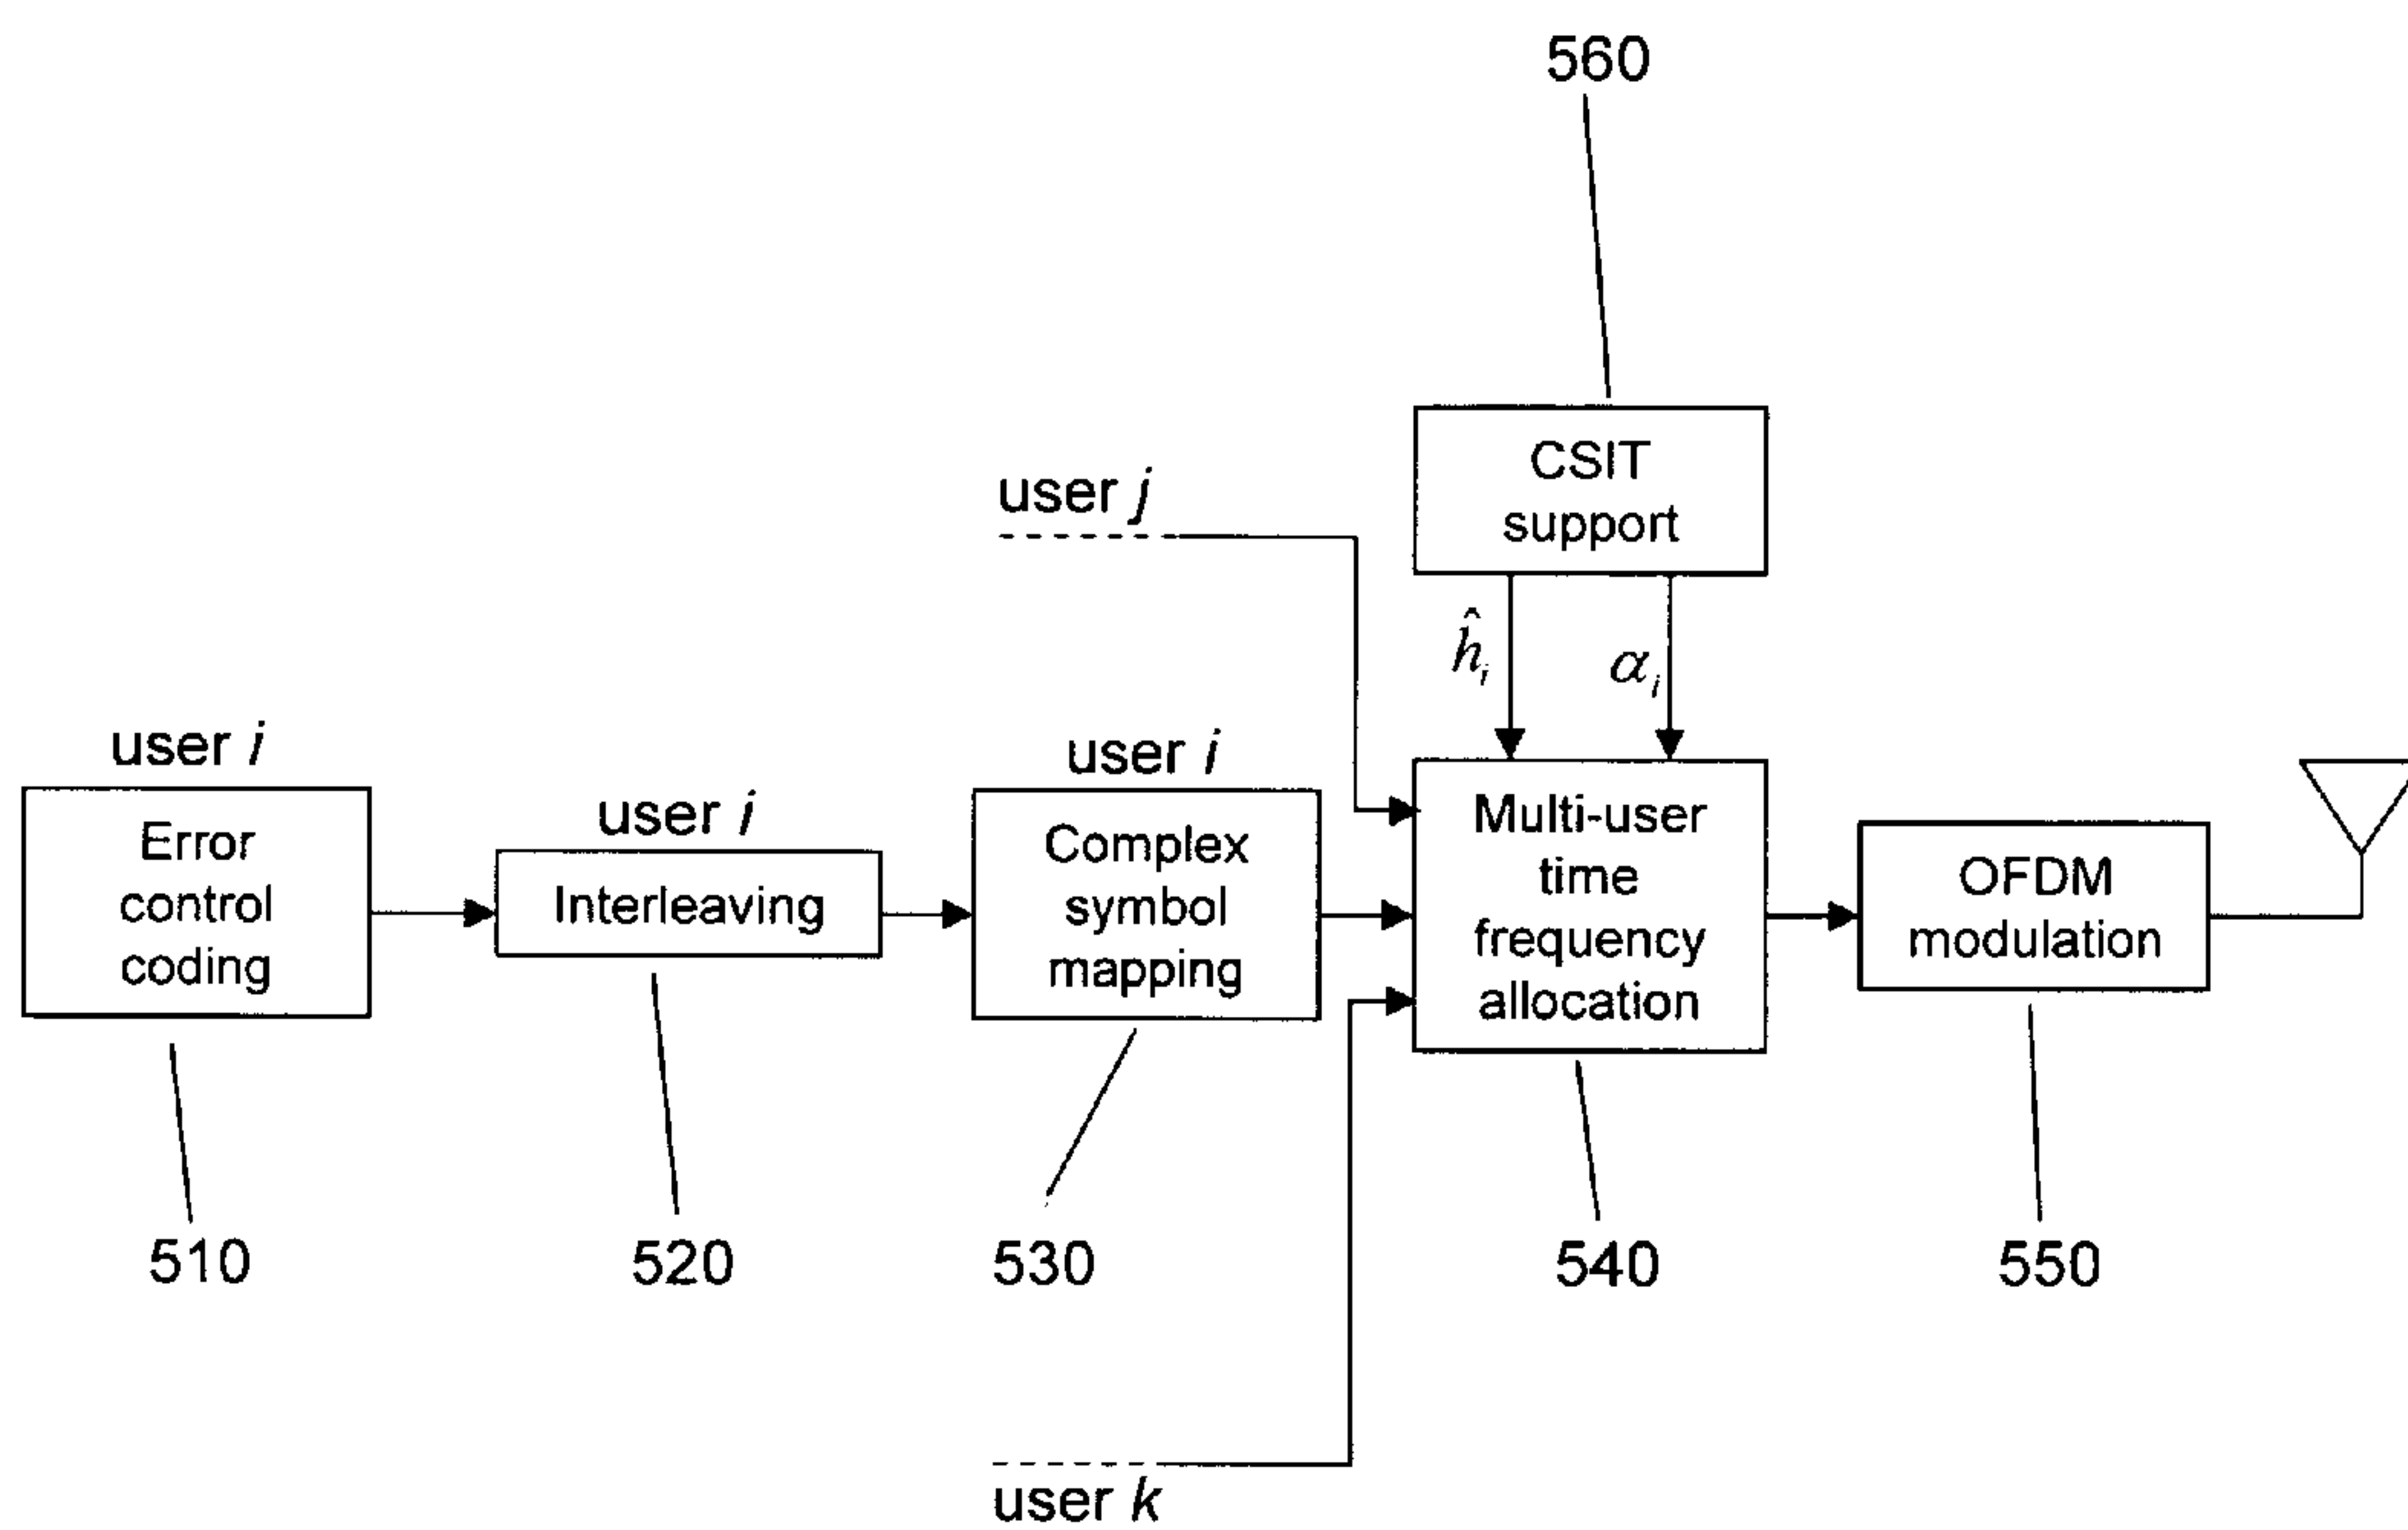 560
CSIT
support
user j
ĥi
αi
user i
Error
control
coding
user i
Interleaving
user i
Complex
symbol
mapping
Multi-user
time
frequency
allocation
OFDM
modulation
510
520
530
540
550
user k